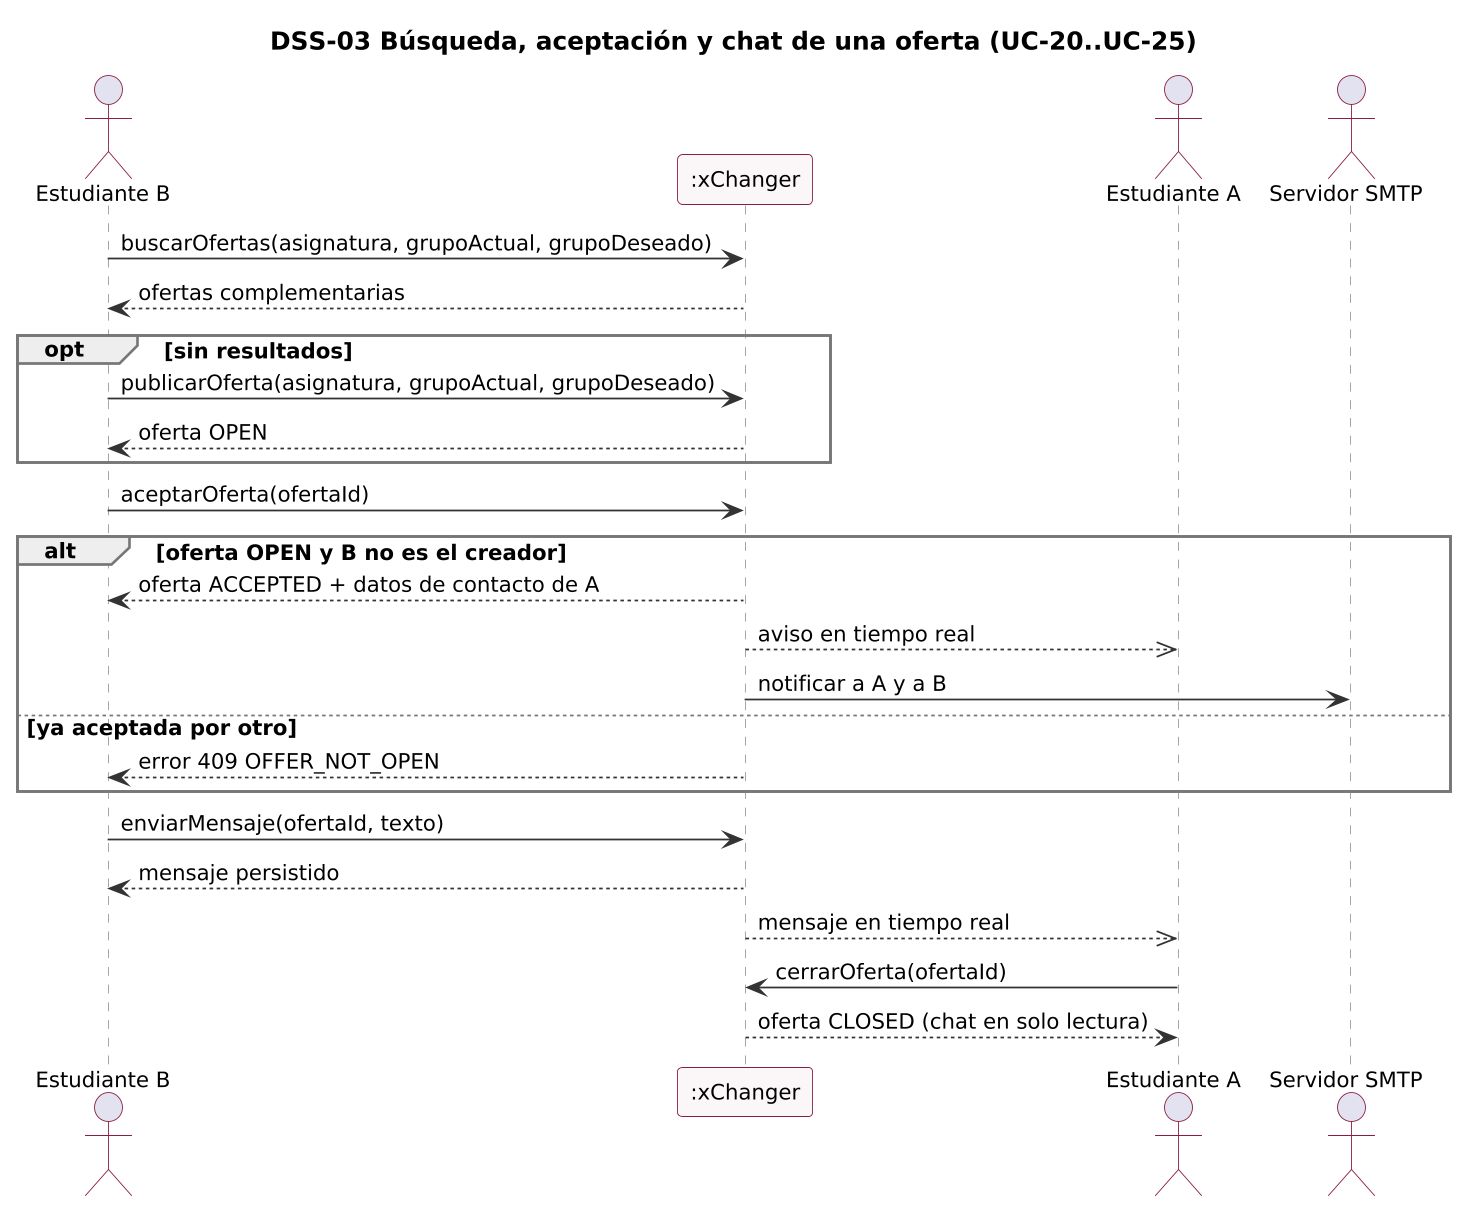 DSS-03 Búsqueda, aceptación y chat de una oferta (UC-20..UC-25)
Estudiante B
:xChanger
Estudiante A
Servidor SMTP
buscarOfertas(asignatura, grupoActual, grupoDeseado)
ofertas complementarias
opt
[sin resultados]
publicarOferta(asignatura, grupoActual, grupoDeseado)
oferta OPEN
aceptarOferta(ofertaId)
alt
[oferta OPEN y B no es el creador]
oferta ACCEPTED + datos de contacto de A
aviso en tiempo real
notificar a A y a B
[ya aceptada por otro]
error 409 OFFER_NOT_OPEN
enviarMensaje(ofertaId, texto)
mensaje persistido
mensaje en tiempo real
cerrarOferta(ofertaId)
oferta CLOSED (chat en solo lectura)
Estudiante B
:xChanger
Estudiante A
Servidor SMTP